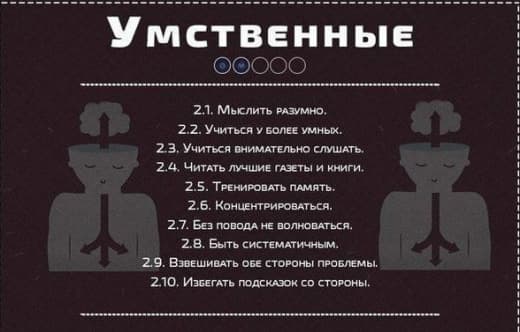 Умственные
О М
2.1. Мыслить разумно.
2.2. Учиться у более умных.
2.3. Учиться внимательно слушать.
2.4. Читать лучшие газеты и книги.
2.5. Тренировать память.
2.6. Концентрироваться.
2.7. Без повода не волноваться.
2.8. Быть систематичным.
2.9. Взвешивать обе стороны проблемы.
2.10. Избегать подсказок со стороны.